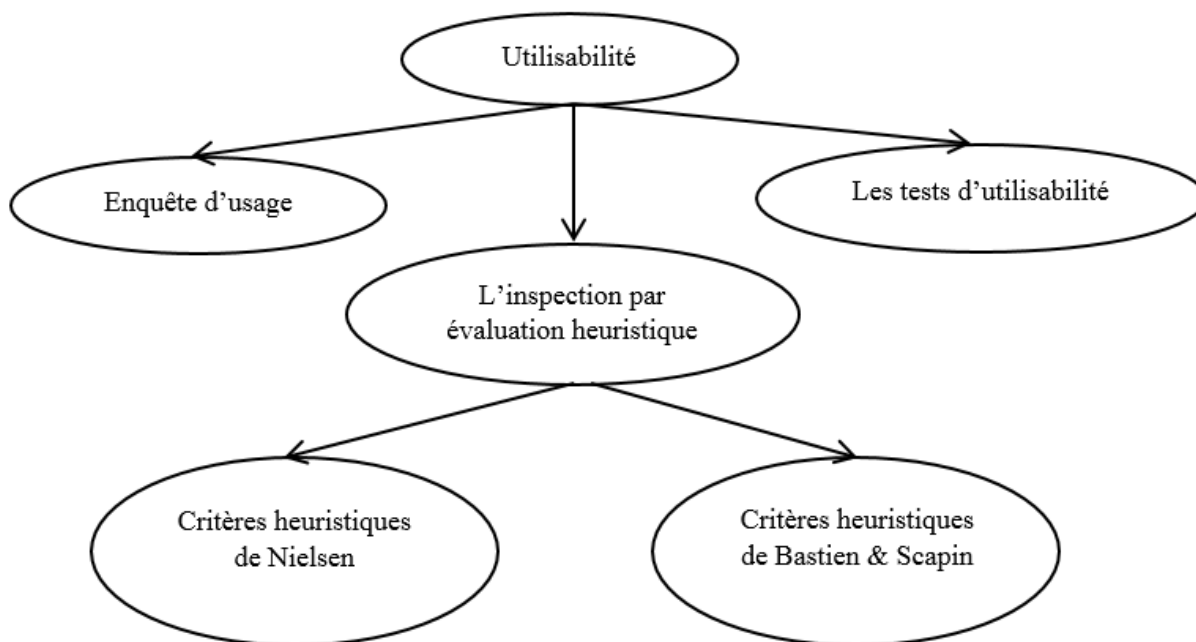 Utilisabilité
Enquête d’usage
Les tests d’utilisabilité
L’inspection par
évaluation heuristique
Critères heuristiques
de Nielsen
Critères heuristiques
de Bastien & Scapin